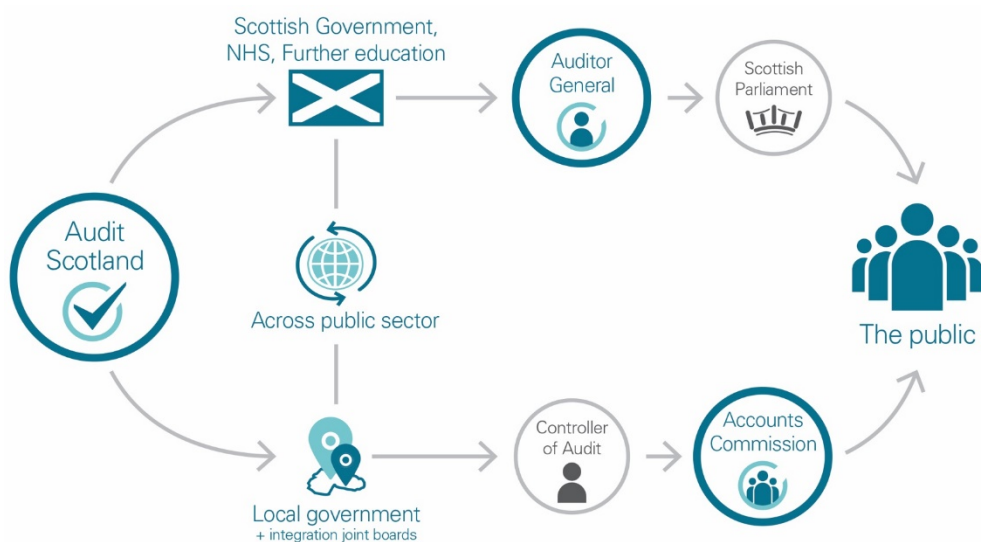 Scottish Government,
NHS, Further education
Auditor
General
Scottish
Parliament
Audit
Scotland
Across public sector
The public
Local government
+ integration joint boards
Controller
of Audit
Accounts
Commission